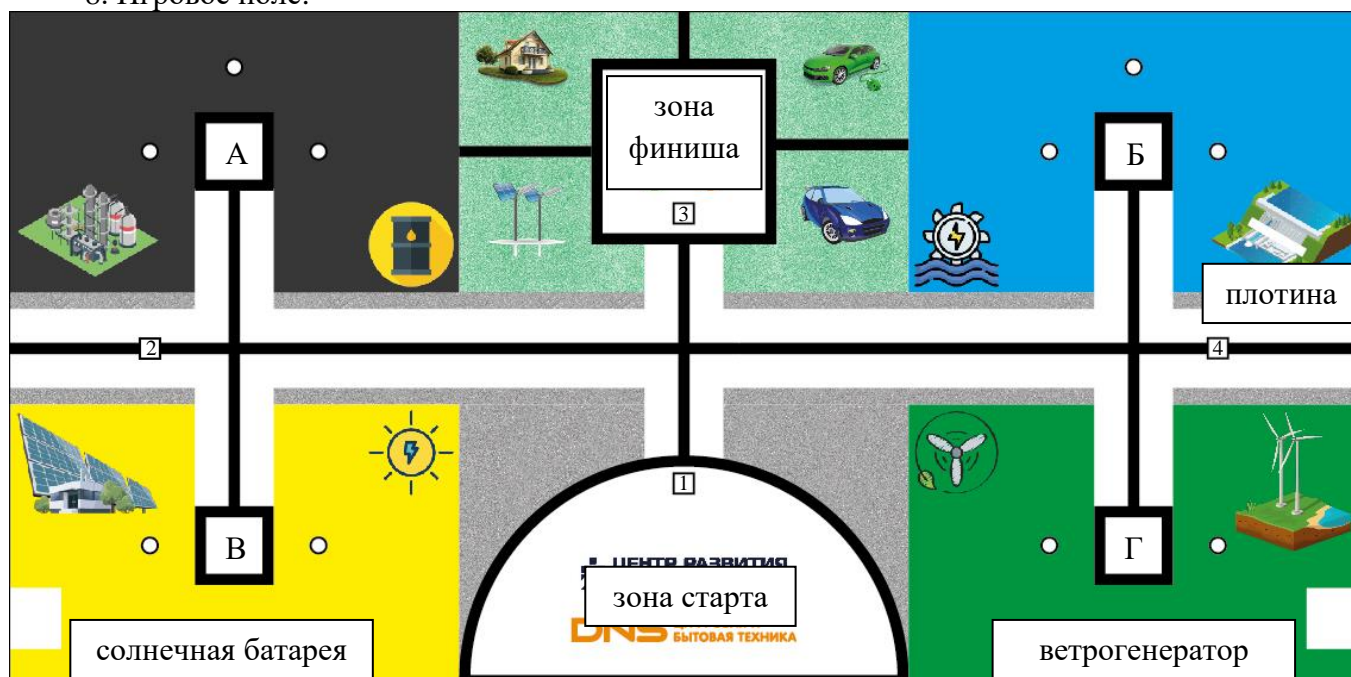 8. Игровое поле:
зона
финиша
А
Б
3
плотина
2
4
1
В
Г
ЦЕНТР РАЗВИТИЯ
зона старта
DNS
БЫТОВАЯ ТЕХНИКА
солнечная батарея
ветрогенератор